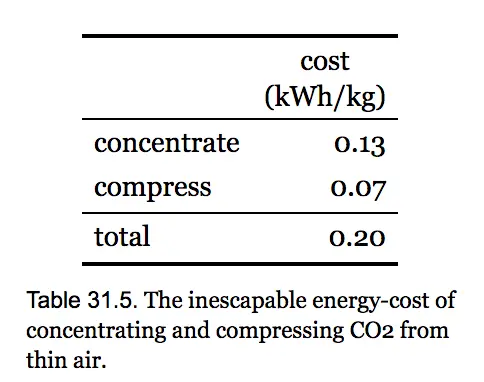 cost
(kWh/kg)
concentrate 0.13
compress 0.07
total 0.20
Table 31.5. The inescapable energy-cost of
concentrating and compressing CO2 from
thin air.